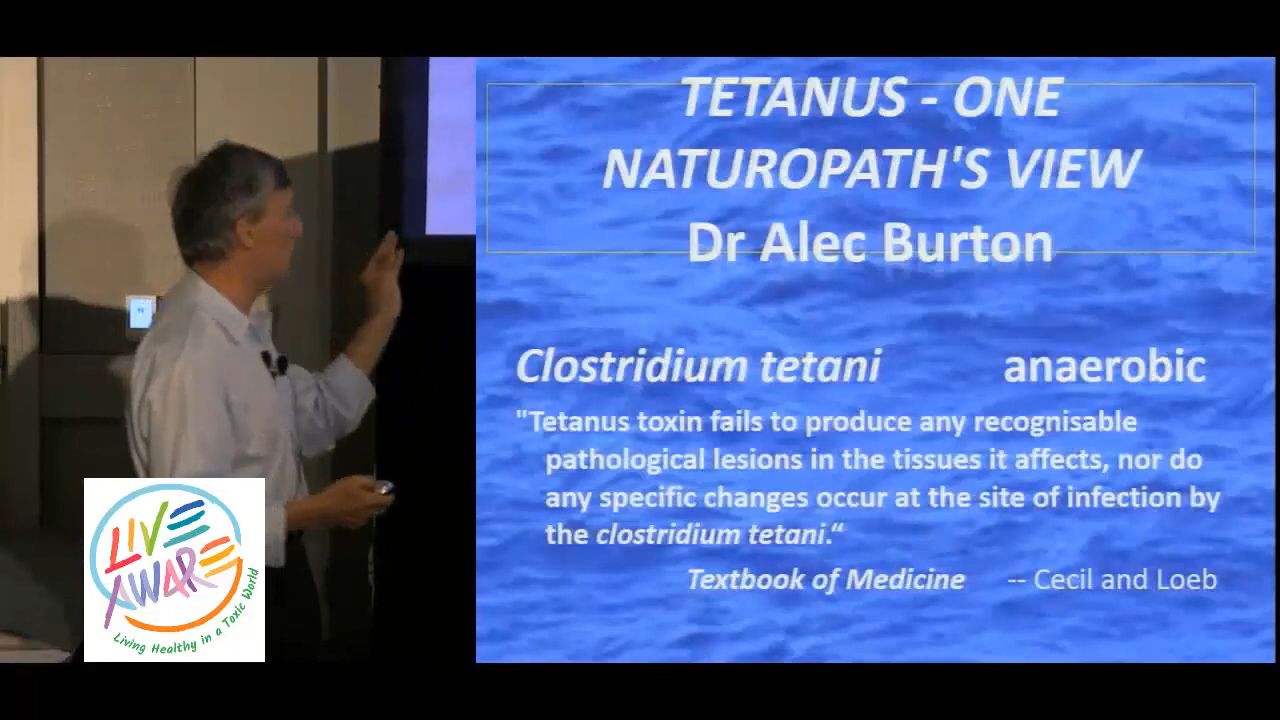 TETANUS - ONE
NATUROPATH'S VIEW
Dr Alec Burton
Clostridium tetani anaerobic
"Tetanus toxin fails to produce any recognisable
pathological lesions in the tissues it affects, nor do
any specific changes occur at the site of infection by
the clostridium tetani.“
Textbook of Medicine -- Cecil and Loeb
LIVE
AWARE
Living Healthy in a Toxic World